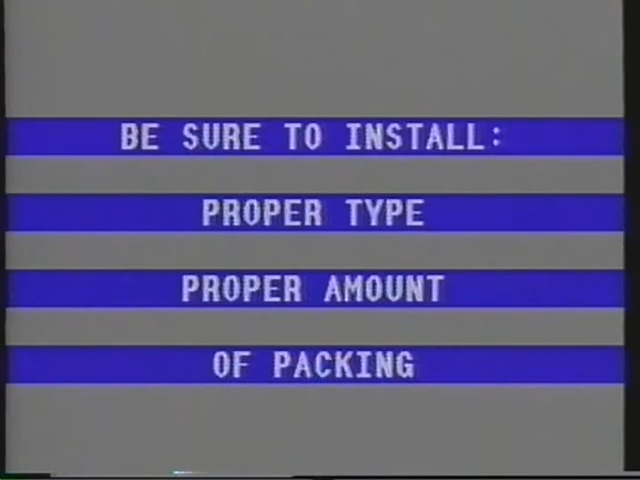 BE SURE TO INSTALL:
PROPER TYPE
PROPER AMOUNT
OF PACKING